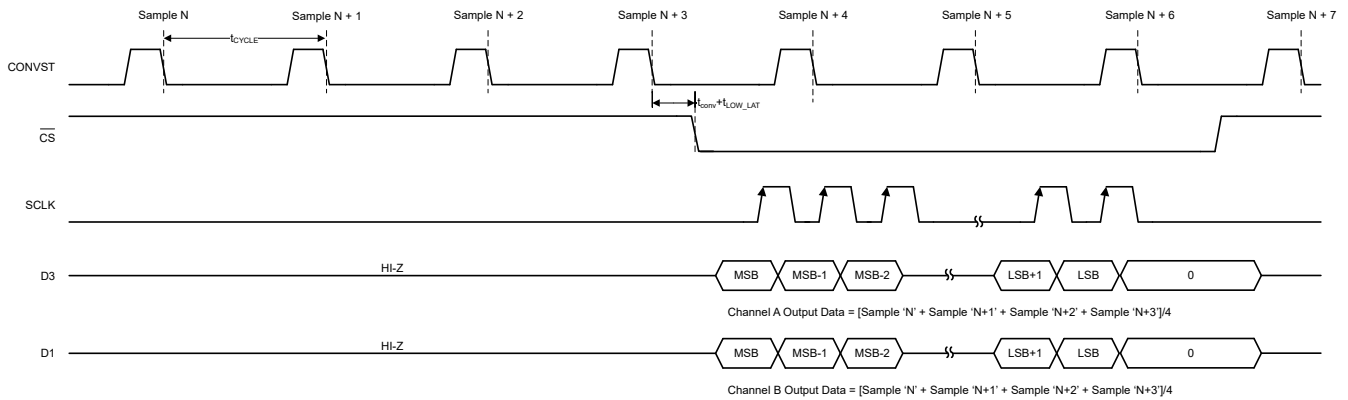 Sample N
Sample N + 1
Sample N + 2
Sample N + 3
Sample N + 4
Sample N + 5
Sample N + 6
Sample N + 7
tCYCLE
CONVST
tconv+tLOW_LAT
CS
SCLK
D3
HI-Z
MSB
MSB-1
MSB-2
LSB+1
LSB
0
Channel A Output Data = [Sample ‘N’ + Sample ‘N+1’ + Sample ‘N+2’ + Sample ‘N+3’]/4
D1
HI-Z
MSB
MSB-1
MSB-2
LSB+1
LSB
0
Channel B Output Data = [Sample ‘N’ + Sample ‘N+1’ + Sample ‘N+2’ + Sample ‘N+3’]/4